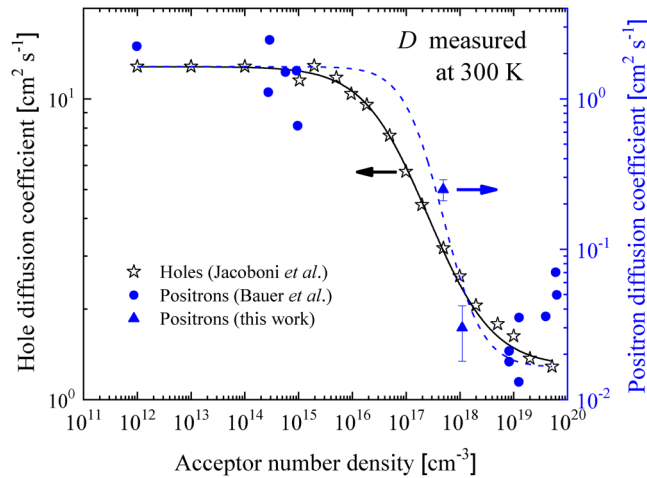 D measured
at 300 K
Hole diffusion coefficient [cm² s⁻¹]
10¹
10⁰
Positron diffusion coefficient [cm² s⁻¹]
10⁰
10⁻¹
10⁻²
Holes (Jacoboni et al.)
Positrons (Bauer et al.)
Positrons (this work)
10¹¹ 10¹² 10¹³ 10¹⁴ 10¹⁵ 10¹⁶ 10¹⁷ 10¹⁸ 10¹⁹ 10²⁰
Acceptor number density [cm⁻³]